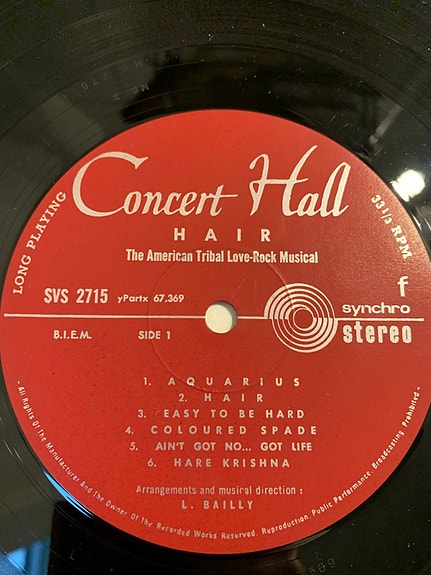 Concert Hall
LONG PLAYING
33 1/3 RPM
HAIR
The American Tribal Love-Rock Musical
SVS 2715 yPartx 67.369
f
synchro
stereo
B.I.E.M. SIDE 1
1. AQUARIUS
2. HAIR
3. EASY TO BE HARD
4. COLOURED SPADE
5. AIN'T GOT NO... GOT LIFE
6. HARE KRISHNA
Arrangements and musical direction :
L. BAILLY
- All Rights Of The Manufacturer And The Owner Of The Recorded Works Reserved. Reproduction. Public Performance. Broadcasting Prohibited -